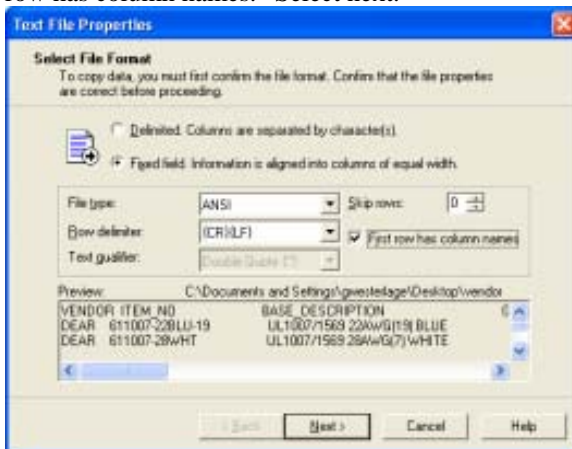 row has column names." Select next.
Text File Properties
Select File Format
To copy data, you must first confirm the file format. Confirm that the file properties
are correct before proceeding.
Delimited. Columns are separated by character(s).
Fixed field. Information is aligned into columns of equal width.
File type: ANSI Skip rows: 0
Row delimiter: {CR}{LF} First row has column names
Text qualifier: Double Quote {"}
Preview: C:\Documents and Settings\gwesterlage\Desktop\vendor
VENDOR ITEM_NO BASE_DESCRIPTION
DEAR 611007-22BLU-19 UL1007/1569 22AWG(19) BLUE
DEAR 611007-28WHT UL1007/1569 28AWG(7) WHITE
< Back Next > Cancel Help